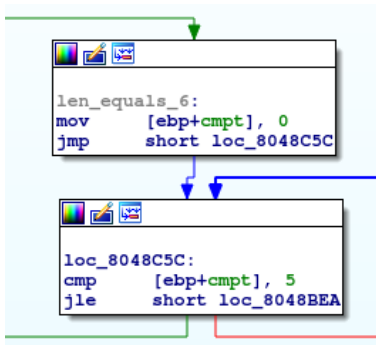 len_equals_6:
mov [ebp+cmpt], 0
jmp short loc_8048C5C
loc_8048C5C:
cmp [ebp+cmpt], 5
jle short loc_8048BEA